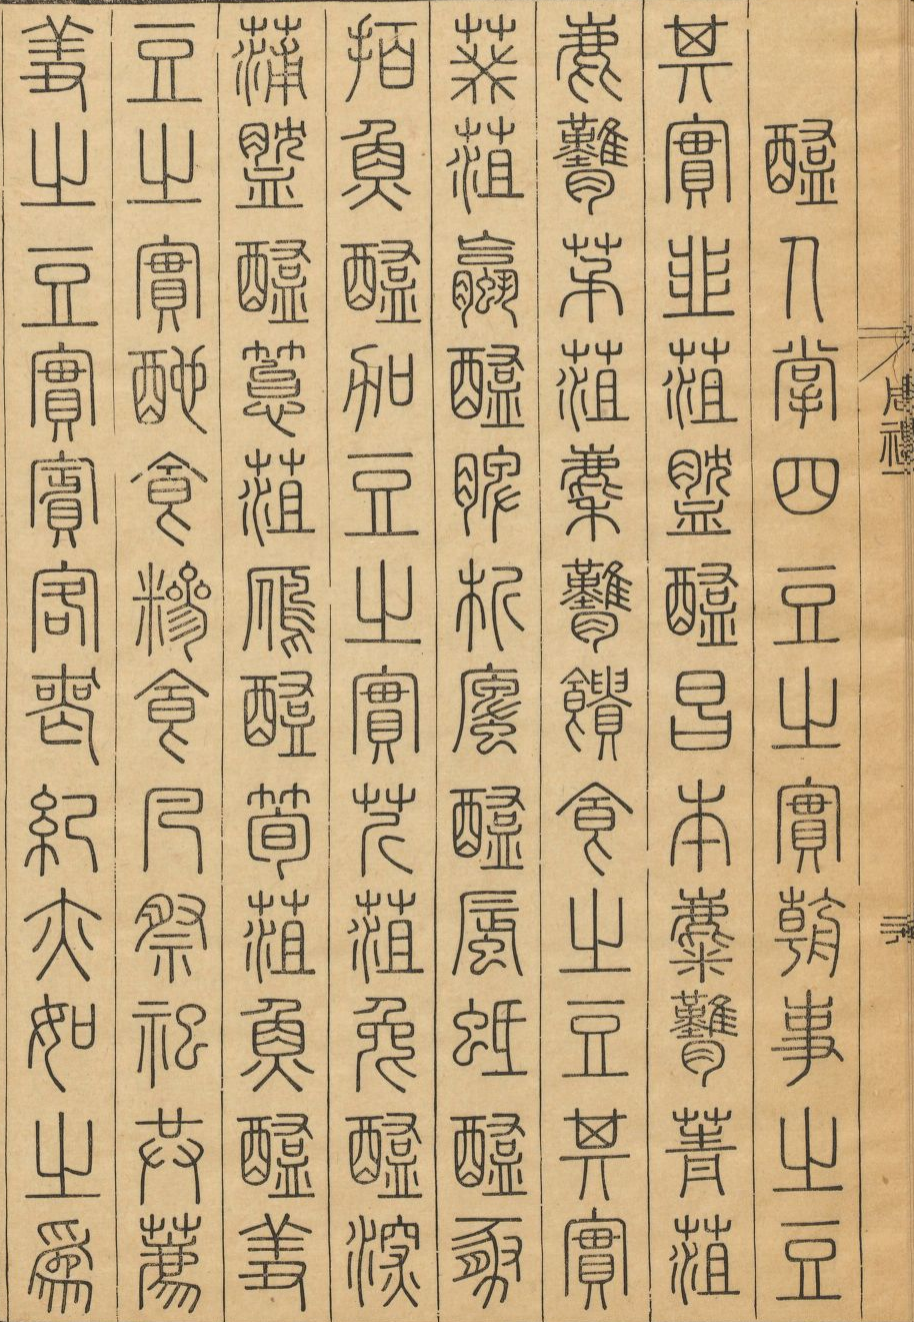 周禮
醢人掌四豆之實朝事之豆
其實韭菹醓醢昌本麋臡菁菹
鹿臡茆菹麇臡饋食之豆其實
葵菹蠃醢脾析蠯醢蜃蚳醢豚
拍魚醢加豆之實芹菹兔醢深
蒲醓醢箈菹鴈醢筍菹魚醢羞
豆之實酏食糝食凡祭祀共薦
羞之豆實賓客喪紀亦如之爲